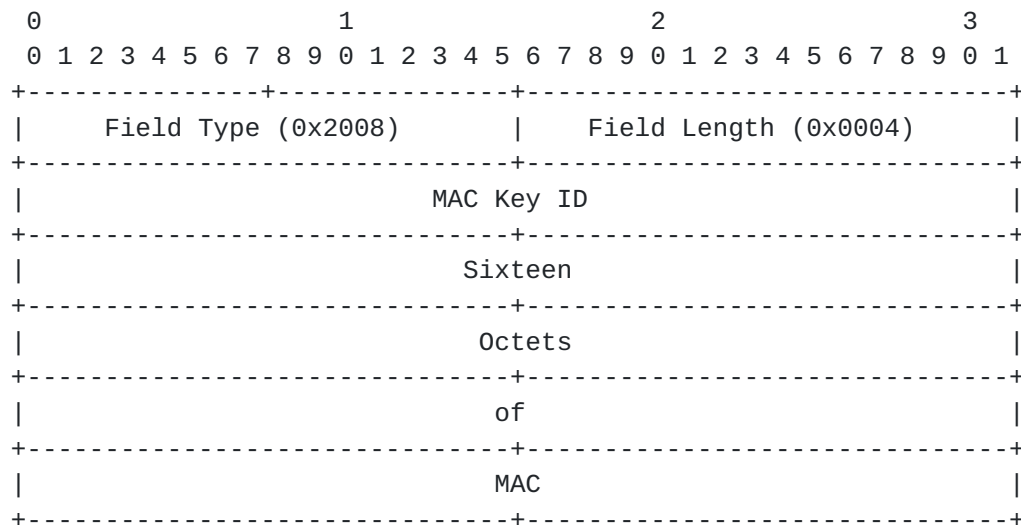 0                   1                   2                   3
 0 1 2 3 4 5 6 7 8 9 0 1 2 3 4 5 6 7 8 9 0 1 2 3 4 5 6 7 8 9 0 1
+---------------+---------------+-------------------------------+
|     Field Type (0x2008)       |    Field Length (0x0004)      |
+-------------------------------+-------------------------------+
|                          MAC Key ID                           |
+-------------------------------+-------------------------------+
|                            Sixteen                            |
+-------------------------------+-------------------------------+
|                             Octets                            |
+-------------------------------+-------------------------------+
|                              of                               |
+-------------------------------+-------------------------------+
|                              MAC                              |
+-------------------------------+-------------------------------+